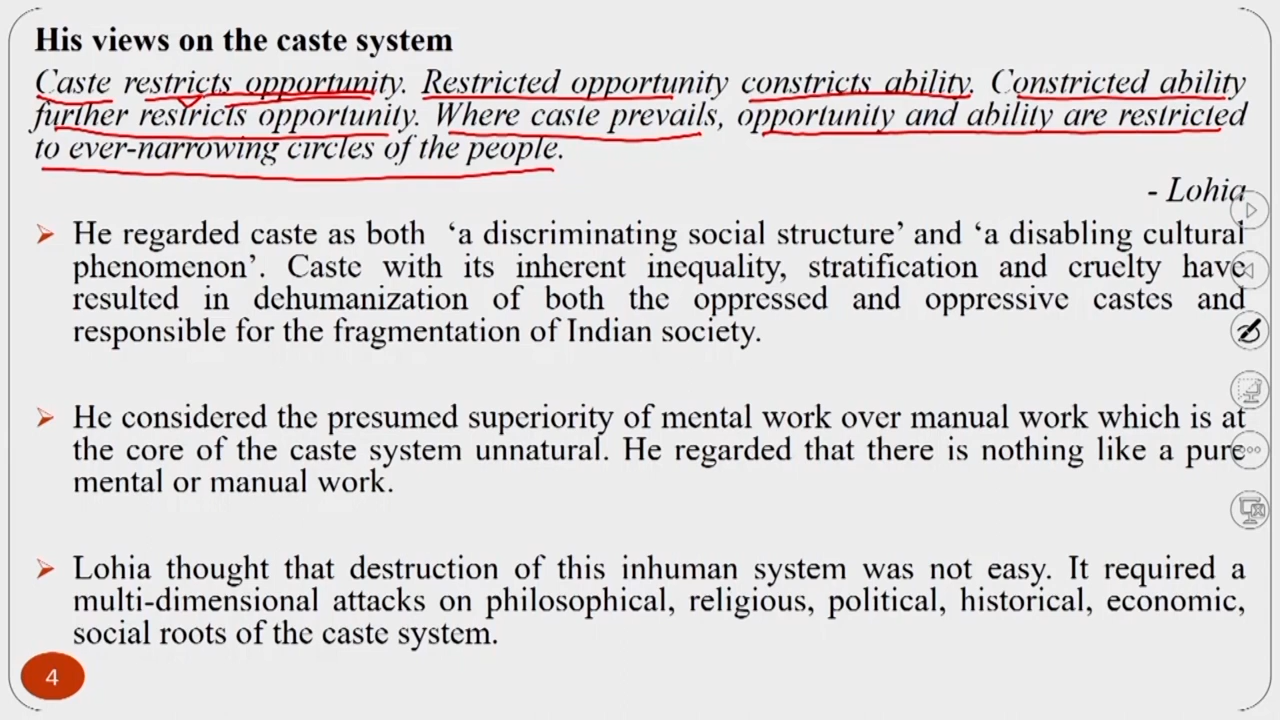 His views on the caste system
Caste restricts opportunity. Restricted opportunity constricts ability. Constricted ability
further restricts opportunity. Where caste prevails, opportunity and ability are restricted
to ever-narrowing circles of the people.
- Lohia
He regarded caste as both ‘a discriminating social structure’ and ‘a disabling cultural
phenomenon’. Caste with its inherent inequality, stratification and cruelty have
resulted in dehumanization of both the oppressed and oppressive castes and
responsible for the fragmentation of Indian society.
He considered the presumed superiority of mental work over manual work which is at
the core of the caste system unnatural. He regarded that there is nothing like a pure
mental or manual work.
Lohia thought that destruction of this inhuman system was not easy. It required a
multi-dimensional attacks on philosophical, religious, political, historical, economic,
social roots of the caste system.
4